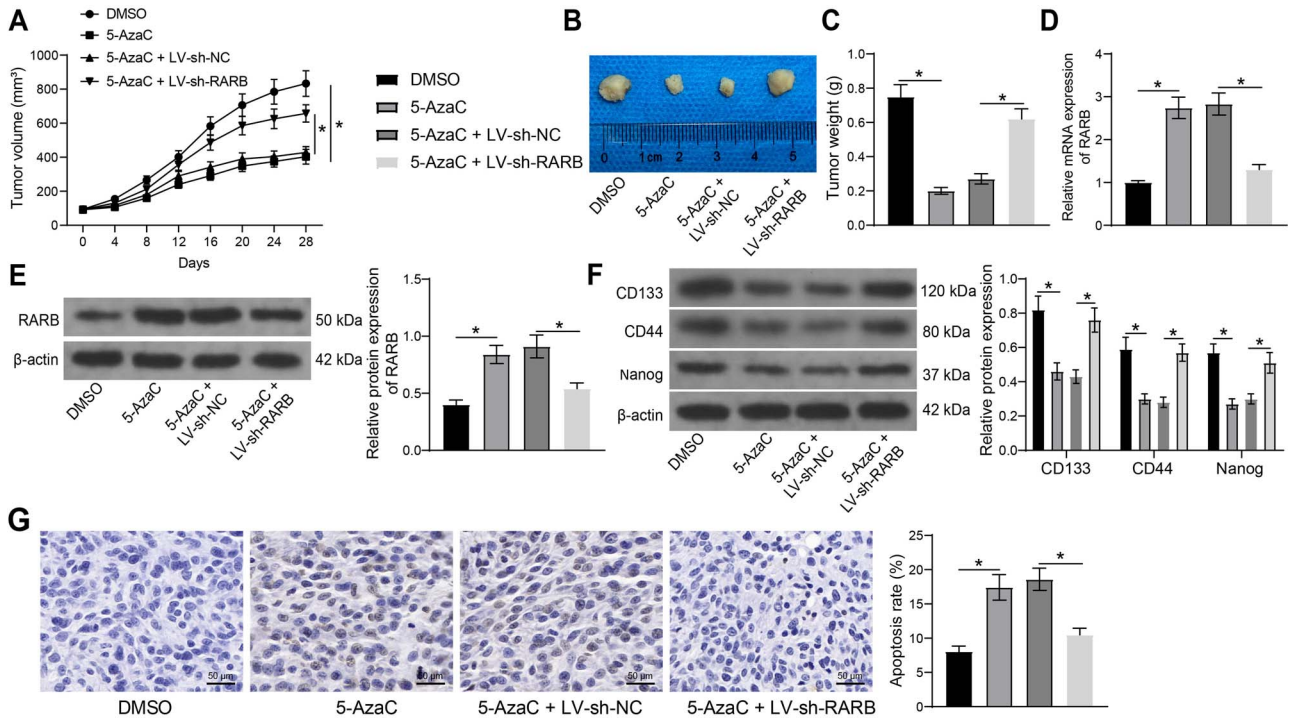 A
DMSO
5-AzaC
5-AzaC + LV-sh-NC
5-AzaC + LV-sh-RARB
Tumor volume (mm³)
1000
800
600
400
200
0
*
*
0 4 8 12 16 20 24 28
Days
DMSO
5-AzaC
5-AzaC + LV-sh-NC
5-AzaC + LV-sh-RARB
B
0 1cm 2 3 4 5
DMSO
5-AzaC
5-AzaC +
LV-sh-NC
5-AzaC +
LV-sh-RARB
C
Tumor weight (g)
1.0
0.8
0.6
0.4
0.2
0.0
*
*
D
Relative mRNA expression
of RARB
4
3
2
1
0
*
*
E
RARB
50 kDa
β-actin
42 kDa
DMSO
5-AzaC
5-AzaC +
LV-sh-NC
5-AzaC +
LV-sh-RARB
Relative protein expression
of RARB
1.5
1.0
0.5
0.0
*
*
F
CD133
120 kDa
CD44
80 kDa
Nanog
37 kDa
β-actin
42 kDa
DMSO
5-AzaC
5-AzaC +
LV-sh-NC
5-AzaC +
LV-sh-RARB
Relative protein expression
1.0
0.8
0.6
0.4
0.2
0.0
* *
* *
* *
CD133 CD44 Nanog
G
50 μm
50 μm
50 μm
50 μm
DMSO
5-AzaC
5-AzaC + LV-sh-NC
5-AzaC + LV-sh-RARB
Apoptosis rate (%)
25
20
15
10
5
0
*
*